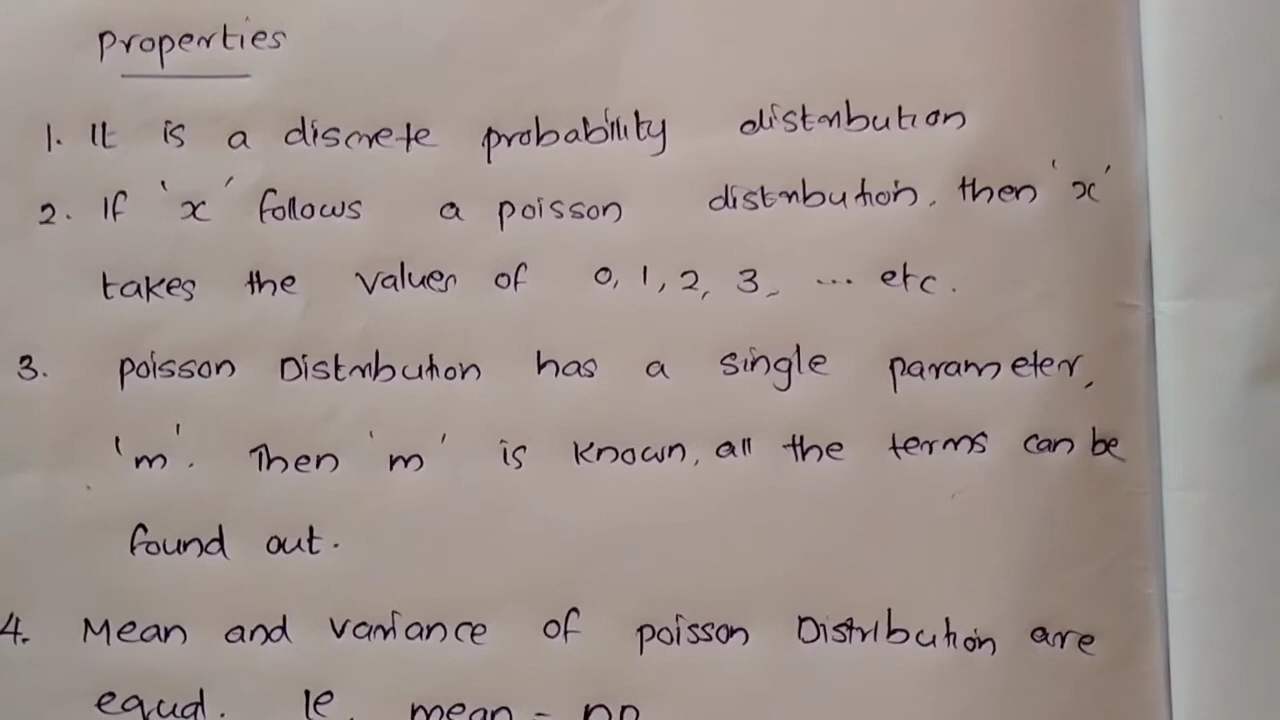 Properties
1. It is a discrete probability distribution
2. If 'x' follows a poisson distribution, then 'x'
takes the values of 0, 1, 2, 3, ... etc.
3. poisson Distribution has a single parameter,
'm'. Then 'm' is known, all the terms can be
found out.
4. Mean and variance of poisson Distribution are
equal. Ie, mean = np